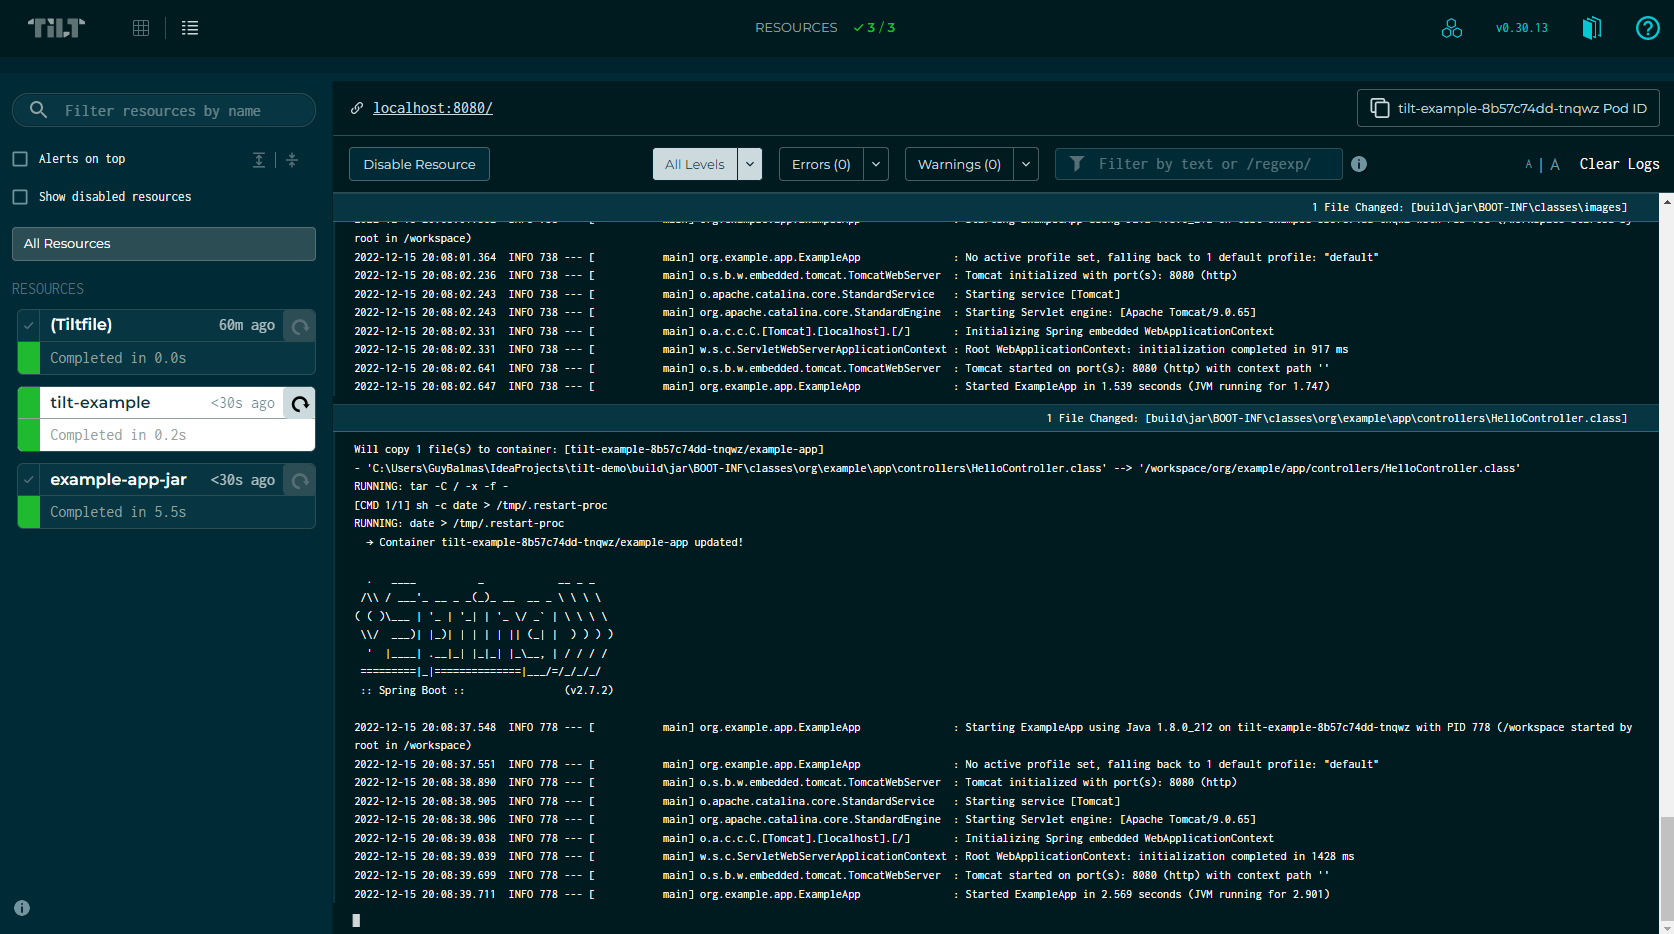 TiLT
RESOURCES ✓ 3 / 3
v0.30.13
Filter resources by name
Alerts on top
Show disabled resources
All Resources
RESOURCES
(Tiltfile) 60m ago
Completed in 0.0s
tilt-example <30s ago
Completed in 0.2s
example-app-jar <30s ago
Completed in 5.5s
localhost:8080/
tilt-example-8b57c74dd-tnqwz Pod ID
Disable Resource
All Levels
Errors (0)
Warnings (0)
Filter by text or /regexp/
A | A
Clear Logs
1 File Changed: [build\jar\BOOT-INF\classes\images]
root in /workspace)
2022-12-15 20:08:01.364  INFO 738 --- [           main] org.example.app.ExampleApp               : No active profile set, falling back to 1 default profile: "default"
2022-12-15 20:08:02.236  INFO 738 --- [           main] o.s.b.w.embedded.tomcat.TomcatWebServer  : Tomcat initialized with port(s): 8080 (http)
2022-12-15 20:08:02.243  INFO 738 --- [           main] o.apache.catalina.core.StandardService   : Starting service [Tomcat]
2022-12-15 20:08:02.243  INFO 738 --- [           main] org.apache.catalina.core.StandardEngine  : Starting Servlet engine: [Apache Tomcat/9.0.65]
2022-12-15 20:08:02.331  INFO 738 --- [           main] o.a.c.c.C.[Tomcat].[localhost].[/]       : Initializing Spring embedded WebApplicationContext
2022-12-15 20:08:02.331  INFO 738 --- [           main] w.s.c.ServletWebServerApplicationContext : Root WebApplicationContext: initialization completed in 917 ms
2022-12-15 20:08:02.641  INFO 738 --- [           main] o.s.b.w.embedded.tomcat.TomcatWebServer  : Tomcat started on port(s): 8080 (http) with context path ''
2022-12-15 20:08:02.647  INFO 738 --- [           main] org.example.app.ExampleApp               : Started ExampleApp in 1.539 seconds (JVM running for 1.747)
1 File Changed: [build\jar\BOOT-INF\classes\org\example\app\controllers\HelloController.class]
Will copy 1 file(s) to container: [tilt-example-8b57c74dd-tnqwz/example-app]
- 'C:\Users\GuyBalmas\IdeaProjects\tilt-demo\build\jar\BOOT-INF\classes\org\example\app\controllers\HelloController.class' --> '/workspace/org/example/app/controllers/HelloController.class'
RUNNING: tar -C / -x -f -
[CMD 1/1] sh -c date > /tmp/.restart-proc
RUNNING: date > /tmp/.restart-proc
→ Container tilt-example-8b57c74dd-tnqwz/example-app updated!
  .   ____          _            __ _ _
 /\\ / ___'_ __ _ _(_)_ __  __ _ \ \ \ \
( ( )\___ | '_ | '_| | '_ \/ _` | \ \ \ \
 \\/  ___)| |_)| | | | | || (_| |  ) ) ) )
  '  |____| .__|_| |_|_| |_\__, | / / / /
 =========|_|==============|___/=/_/_/_/
 :: Spring Boot ::                (v2.7.2)
2022-12-15 20:08:37.548  INFO 778 --- [           main] org.example.app.ExampleApp               : Starting ExampleApp using Java 1.8.0_212 on tilt-example-8b57c74dd-tnqwz with PID 778 (/workspace started by
root in /workspace)
2022-12-15 20:08:37.551  INFO 778 --- [           main] org.example.app.ExampleApp               : No active profile set, falling back to 1 default profile: "default"
2022-12-15 20:08:38.890  INFO 778 --- [           main] o.s.b.w.embedded.tomcat.TomcatWebServer  : Tomcat initialized with port(s): 8080 (http)
2022-12-15 20:08:38.905  INFO 778 --- [           main] o.apache.catalina.core.StandardService   : Starting service [Tomcat]
2022-12-15 20:08:38.906  INFO 778 --- [           main] org.apache.catalina.core.StandardEngine  : Starting Servlet engine: [Apache Tomcat/9.0.65]
2022-12-15 20:08:39.038  INFO 778 --- [           main] o.a.c.c.C.[Tomcat].[localhost].[/]       : Initializing Spring embedded WebApplicationContext
2022-12-15 20:08:39.039  INFO 778 --- [           main] w.s.c.ServletWebServerApplicationContext : Root WebApplicationContext: initialization completed in 1428 ms
2022-12-15 20:08:39.699  INFO 778 --- [           main] o.s.b.w.embedded.tomcat.TomcatWebServer  : Tomcat started on port(s): 8080 (http) with context path ''
2022-12-15 20:08:39.711  INFO 778 --- [           main] org.example.app.ExampleApp               : Started ExampleApp in 2.569 seconds (JVM running for 2.901)